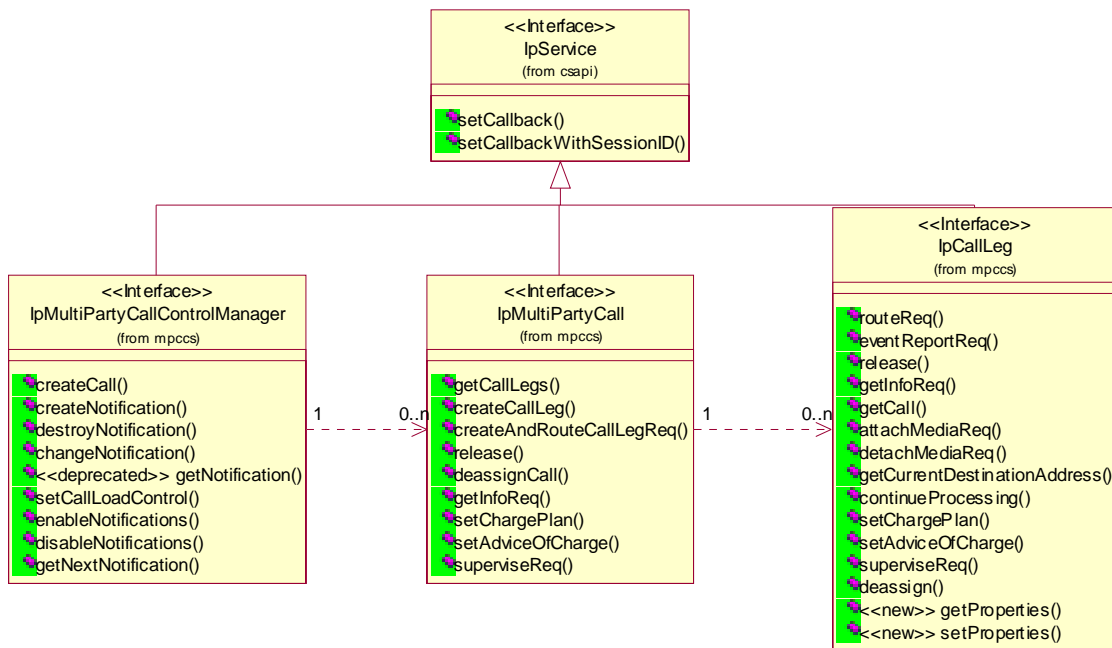 <<Interface>>
IpService
(from csapi)
setCallback()
setCallbackWithSessionID()
<<Interface>>
IpMultiPartyCallControlManager
(from mpccs)
createCall()
createNotification()
destroyNotification()
changeNotification()
<<deprecated>> getNotification()
setCallLoadControl()
enableNotifications()
disableNotifications()
getNextNotification()
1
0..n
<<Interface>>
IpMultiPartyCall
(from mpccs)
getCallLegs()
createCallLeg()
createAndRouteCallLegReq()
release()
deassignCall()
getInfoReq()
setChargePlan()
setAdviceOfCharge()
superviseReq()
1
0..n
<<Interface>>
IpCallLeg
(from mpccs)
routeReq()
eventReportReq()
release()
getInfoReq()
getCall()
attachMediaReq()
detachMediaReq()
getCurrentDestinationAddress()
continueProcessing()
setChargePlan()
setAdviceOfCharge()
superviseReq()
deassign()
<<new>> getProperties()
<<new>> setProperties()